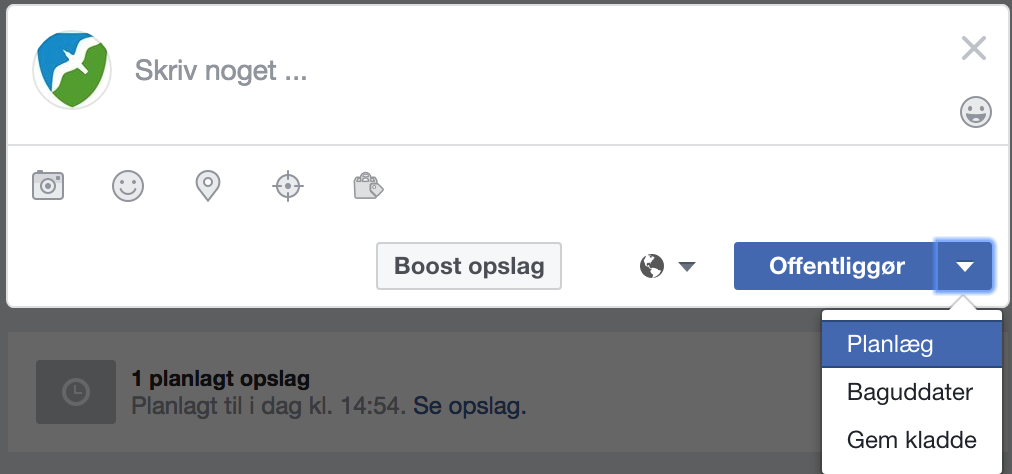 Skriv noget ...
Boost opslag
Offentliggør
Planlæg
Baguddater
Gem kladde
1 planlagt opslag
Planlagt til i dag kl. 14:54. Se opslag.